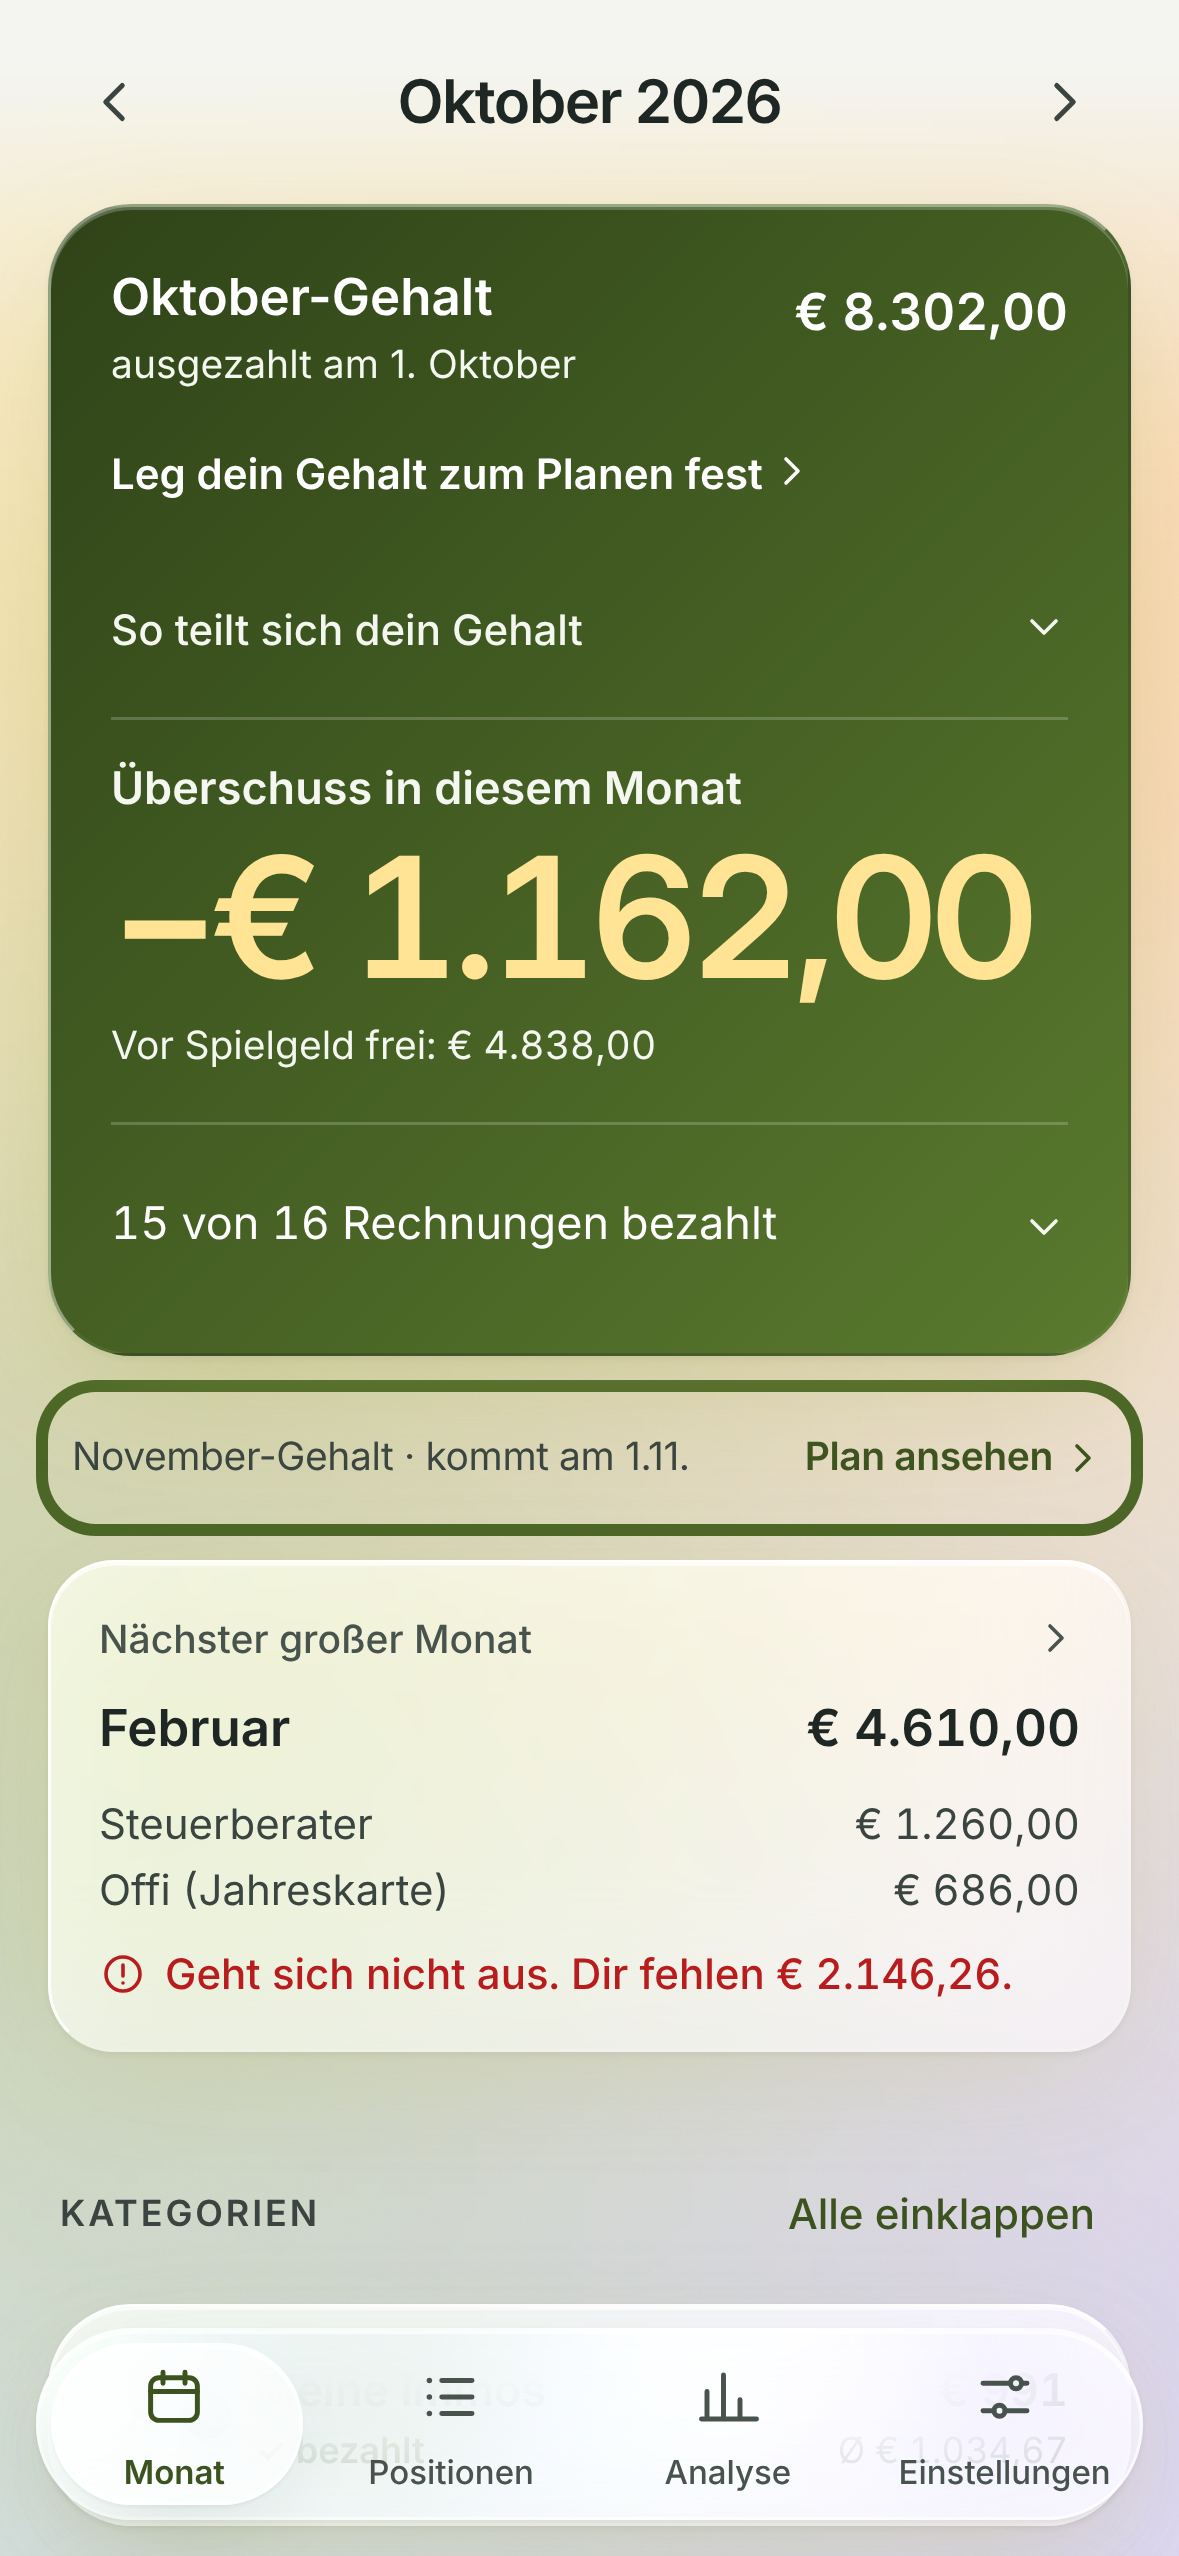 Oktober 2026
Oktober-Gehalt
€ 8.302,00
ausgezahlt am 1. Oktober
Leg dein Gehalt zum Planen fest
So teilt sich dein Gehalt
Überschuss in diesem Monat
–€ 1.162,00
Vor Spielgeld frei: € 4.838,00
15 von 16 Rechnungen bezahlt
November-Gehalt · kommt am 1.11. Plan ansehen
Nächster großer Monat
Februar € 4.610,00
Steuerberater € 1.260,00
Offi (Jahreskarte) € 686,00
Geht sich nicht aus. Dir fehlen € 2.146,26.
KATEGORIEN Alle einklappen
bezahlt Ø € 1.034,67
Monat Positionen Analyse Einstellungen